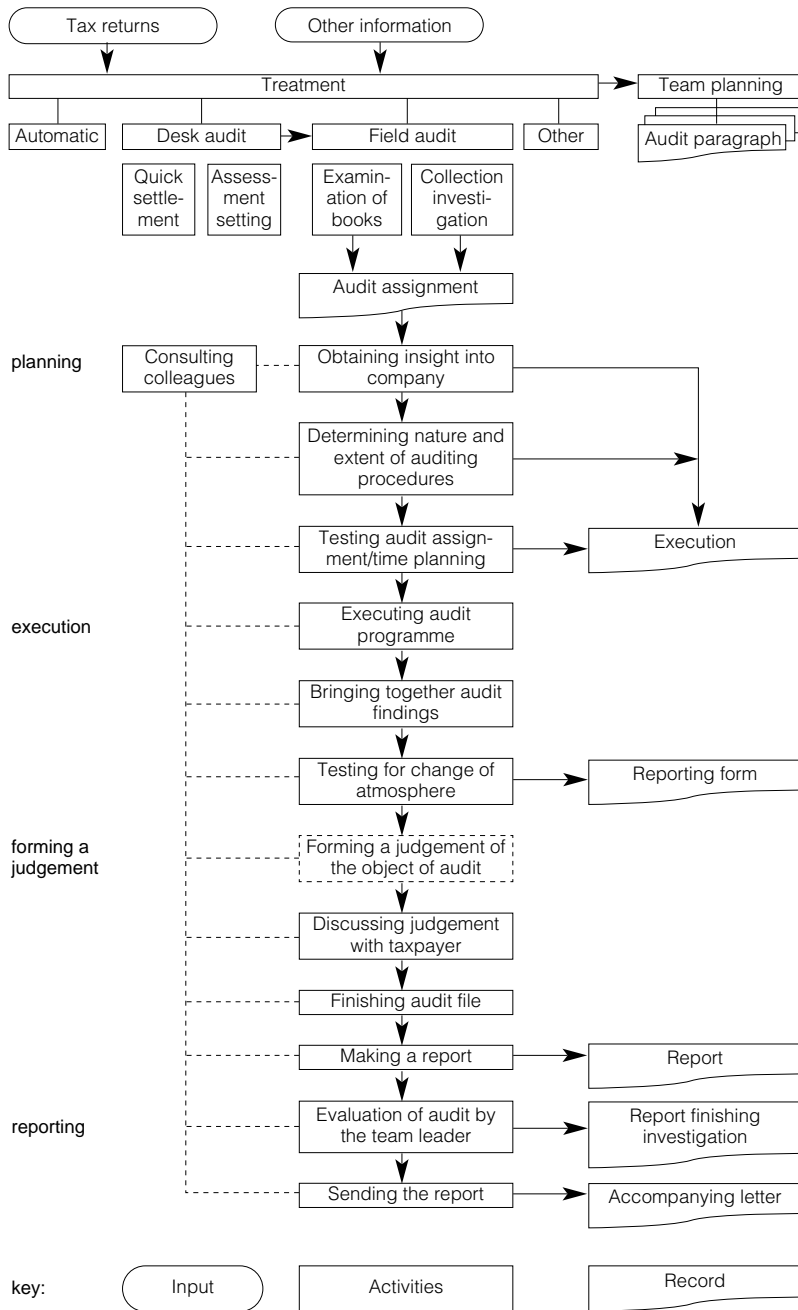 Tax returns
Other information
Treatment
Team planning
Automatic
Desk audit
Field audit
Other
Audit paragraph
Quick
settle-
ment
Assess-
ment
setting
Examin-
ation of
books
Collection
investi-
gation
Audit assignment
planning
Consulting
colleagues
Obtaining insight into
company
Determining nature and
extent of auditing
procedures
Testing audit assign-
ment/time planning
Execution
execution
Executing audit
programme
Bringing together audit
findings
Testing for change of
atmosphere
Reporting form
forming a
judgement
Forming a judgement of
the object of audit
Discussing judgement
with taxpayer
Finishing audit file
Making a report
Report
reporting
Evaluation of audit by
the team leader
Report finishing
investigation
Sending the report
Accompanying letter
key:
Input
Activities
Record